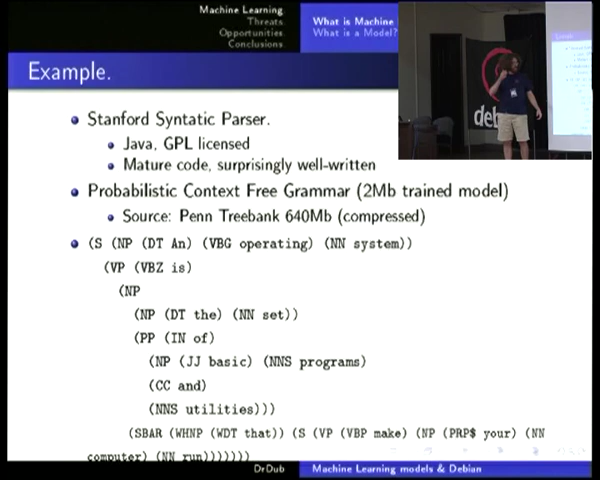 Machine Learning
Threats
Opportunities
Conclusions
What is Machine
What is a Model?
Example.
Stanford Syntatic Parser.
Java, GPL licensed
Mature code, surprisingly well-written
Probabilistic Context Free Grammar (2Mb trained model)
Source: Penn Treebank 640Mb (compressed)
(S (NP (DT An) (VBG operating) (NN system))
(VP (VBZ is)
(NP
(NP (DT the) (NN set))
(PP (IN of)
(NP (JJ basic) (NNS programs)
(CC and)
(NNS utilities)))
(SBAR (WHNP (WDT that)) (S (VP (VBP make) (NP (PRP$ your) (NN
computer) (NN run)))))))
deb
DrDub
Machine Learning models & Debian